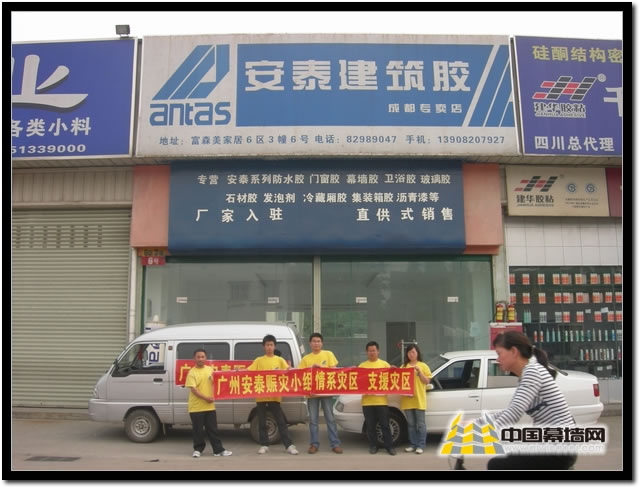 业
各类小料
51339000
安泰建筑胶
antas
成都专卖店
地址：富森美家居6区3幢6号 电话：82989047 手机：13908207927
硅酮结构密
建华胶粘
四川总代理
建华胶粘
专营 安泰系列防水胶 门窗胶 幕墙胶 卫浴胶 玻璃胶
石材胶 发泡剂 冷藏厢胶 集装箱胶 沥青漆等
厂家入驻 直供式销售
广州安泰赈灾小组情系灾区 支援灾区
中国幕墙网